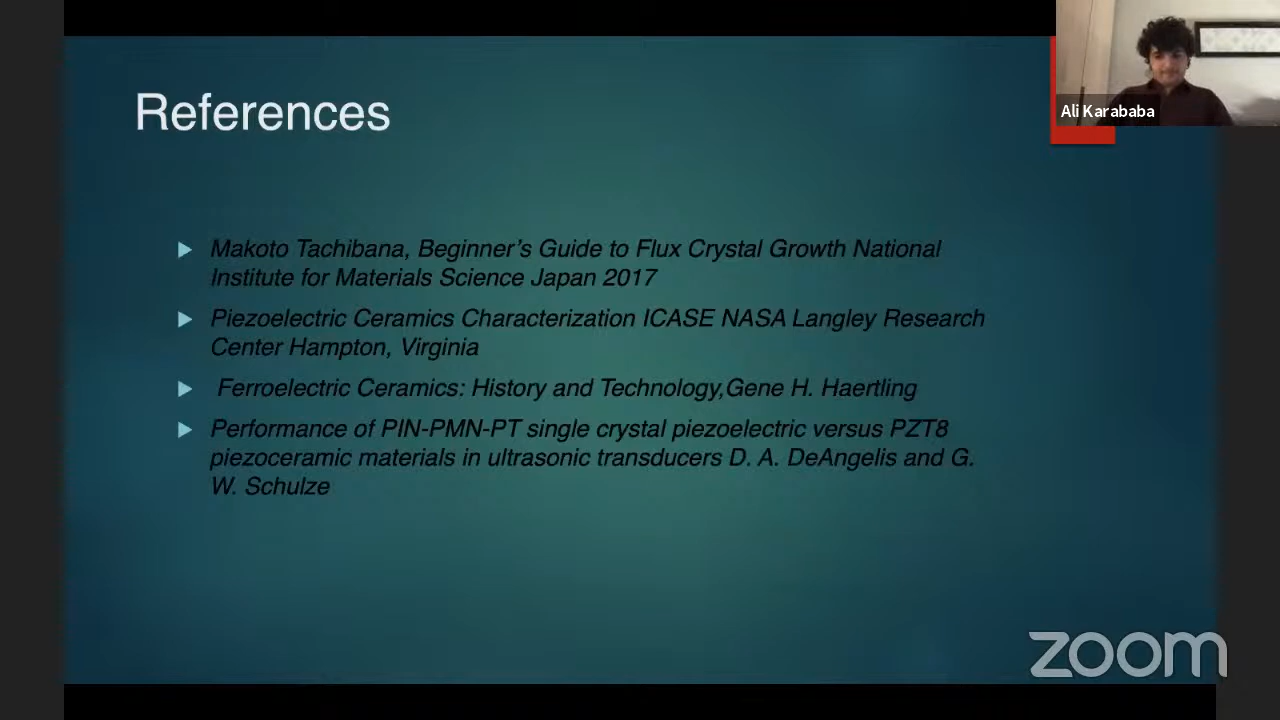 References
Ali Karababa
Makoto Tachibana, Beginner's Guide to Flux Crystal Growth National
Institute for Materials Science Japan 2017
Piezoelectric Ceramics Characterization ICASE NASA Langley Research
Center Hampton, Virginia
Ferroelectric Ceramics: History and Technology,Gene H. Haertling
Performance of PIN-PMN-PT single crystal piezoelectric versus PZT8
piezoceramic materials in ultrasonic transducers D. A. DeAngelis and G.
W. Schulze
zoom